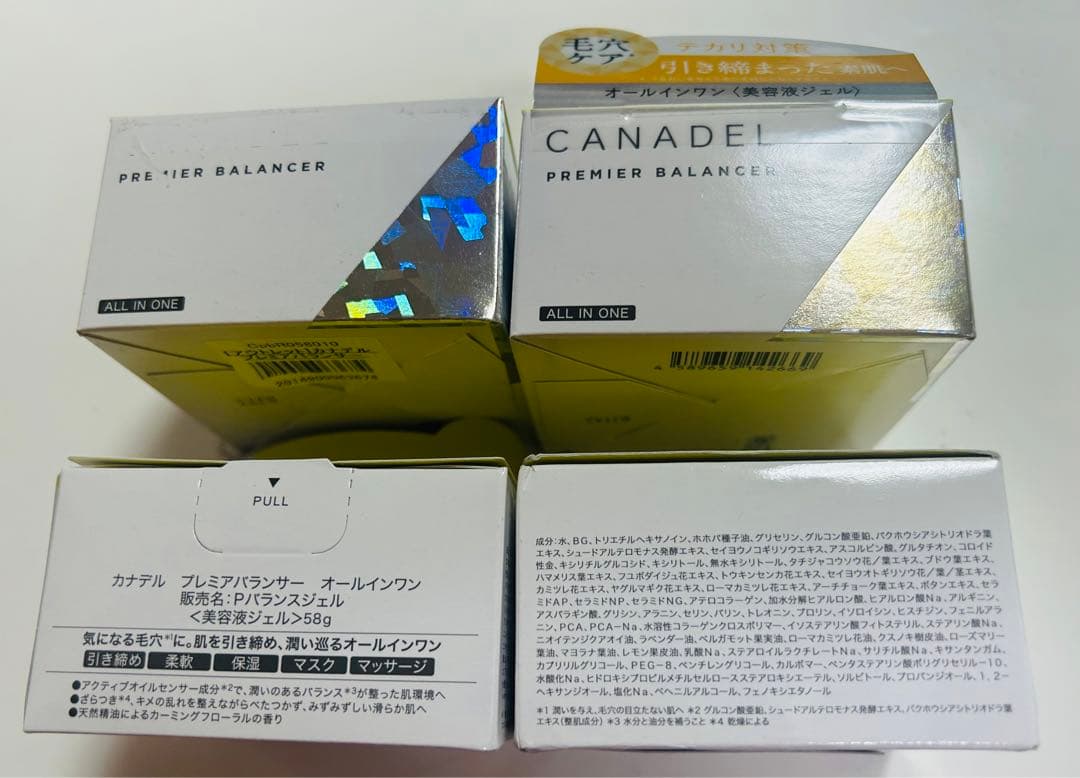 毛穴
ケア*
テカリ対策
引き締まった素肌へ
オールインワン〈美容液ジェル〉
PREMIER BALANCER
ALL IN ONE
CANADEL
PREMIER BALANCER
ALL IN ONE
PULL
カナデル プレミアバランサー オールインワン
販売名:Pバランスジェル
<美容液ジェル>58g
気になる毛穴*¹に。肌を引き締め、潤い巡るオールインワン
引き締め 柔軟 保湿 マスク マッサージ
●アクティブオイルセンサー成分*²で、潤いのあるバランス*³が整った肌環境へ
●ざらつき*⁴、キメの乱れを整えながらべたつかず、みずみずしい滑らか肌へ
●天然精油によるカーミングフローラルの香り
成分:水、BG、トリエチルヘキサノイン、ホホバ種子油、グリセリン、グルコン酸亜鉛、バクホウシアシトリオドラ葉
エキス、シュードアルテロモナス発酵エキス、セイヨウノコギリソウエキス、アスコルビン酸、グルタチオン、コロイド
性金、キシリチルグルコシド、キシリトール、無水キシリトール、タチジャコウソウ花/葉エキス、ブドウ葉エキス、
ハマメリス葉エキス、フユボダイジュ花エキス、トウキンセンカ花エキス、セイヨウオトギリソウ花/葉/茎エキス、
カミツレ花エキス、ヤグルマギク花エキス、ローマカミツレ花エキス、アーチチョーク葉エキス、ボタンエキス、セラ
ミドAP、セラミドNP、セラミドNG、アテロコラーゲン、加水分解ヒアルロン酸、ヒアルロン酸Na、アルギニン、
アスパラギン酸、グリシン、アラニン、セリン、バリン、トレオニン、プロリン、イソロイシン、ヒスチジン、フェニルアラ
ニン、PCA、PCA-Na、水溶性コラーゲンクロスポリマー、イソステアリン酸フィトステリル、ステアリン酸Na、
ニオイテンジクアオイ油、ラベンダー油、ベルガモット果実油、ローマカミツレ花油、クスノキ樹皮油、ローズマリー
葉油、マヨラナ葉油、レモン果皮油、乳酸Na、ステアロイルラクチレートNa、サリチル酸Na、キサンタンガム、
カプリリルグリコール、PEG-8、ペンチレングリコール、カルボマー、ペンタステアリン酸ポリグリセリル-10、
水酸化Na、ヒドロキシプロピルメチルセルロースステアロキシエーテル、ソルビトール、プロパンジオール、1,2-
ヘキサンジオール、塩化Na、ベヘニルアルコール、フェノキシエタノール
*1 潤いを与え、毛穴の目立たない肌へ *2 グルコン酸亜鉛、シュードアルテロモナス発酵エキス、バクホウシアシトリオドラ葉
エキス(整肌成分) *3 水分と油分を補うこと *4 乾燥による